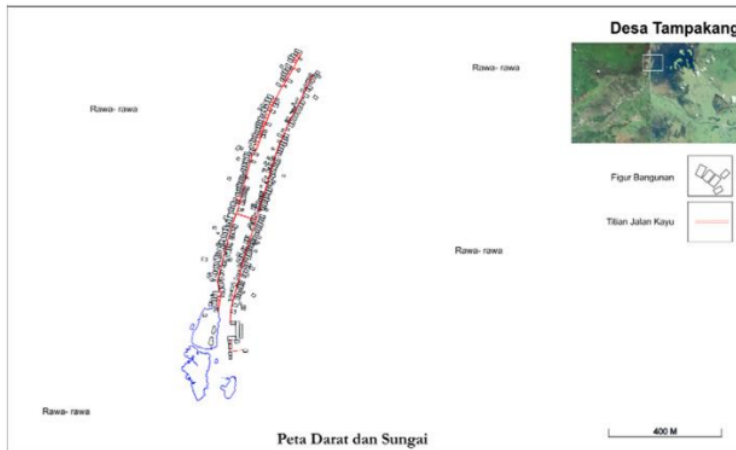 Desa Tampakang
Rawa- rawa
Rawa- rawa
Figur Bangunan
Titian Jalan Kayu
Rawa- rawa
Rawa- rawa
Peta Darat dan Sungai
400 M